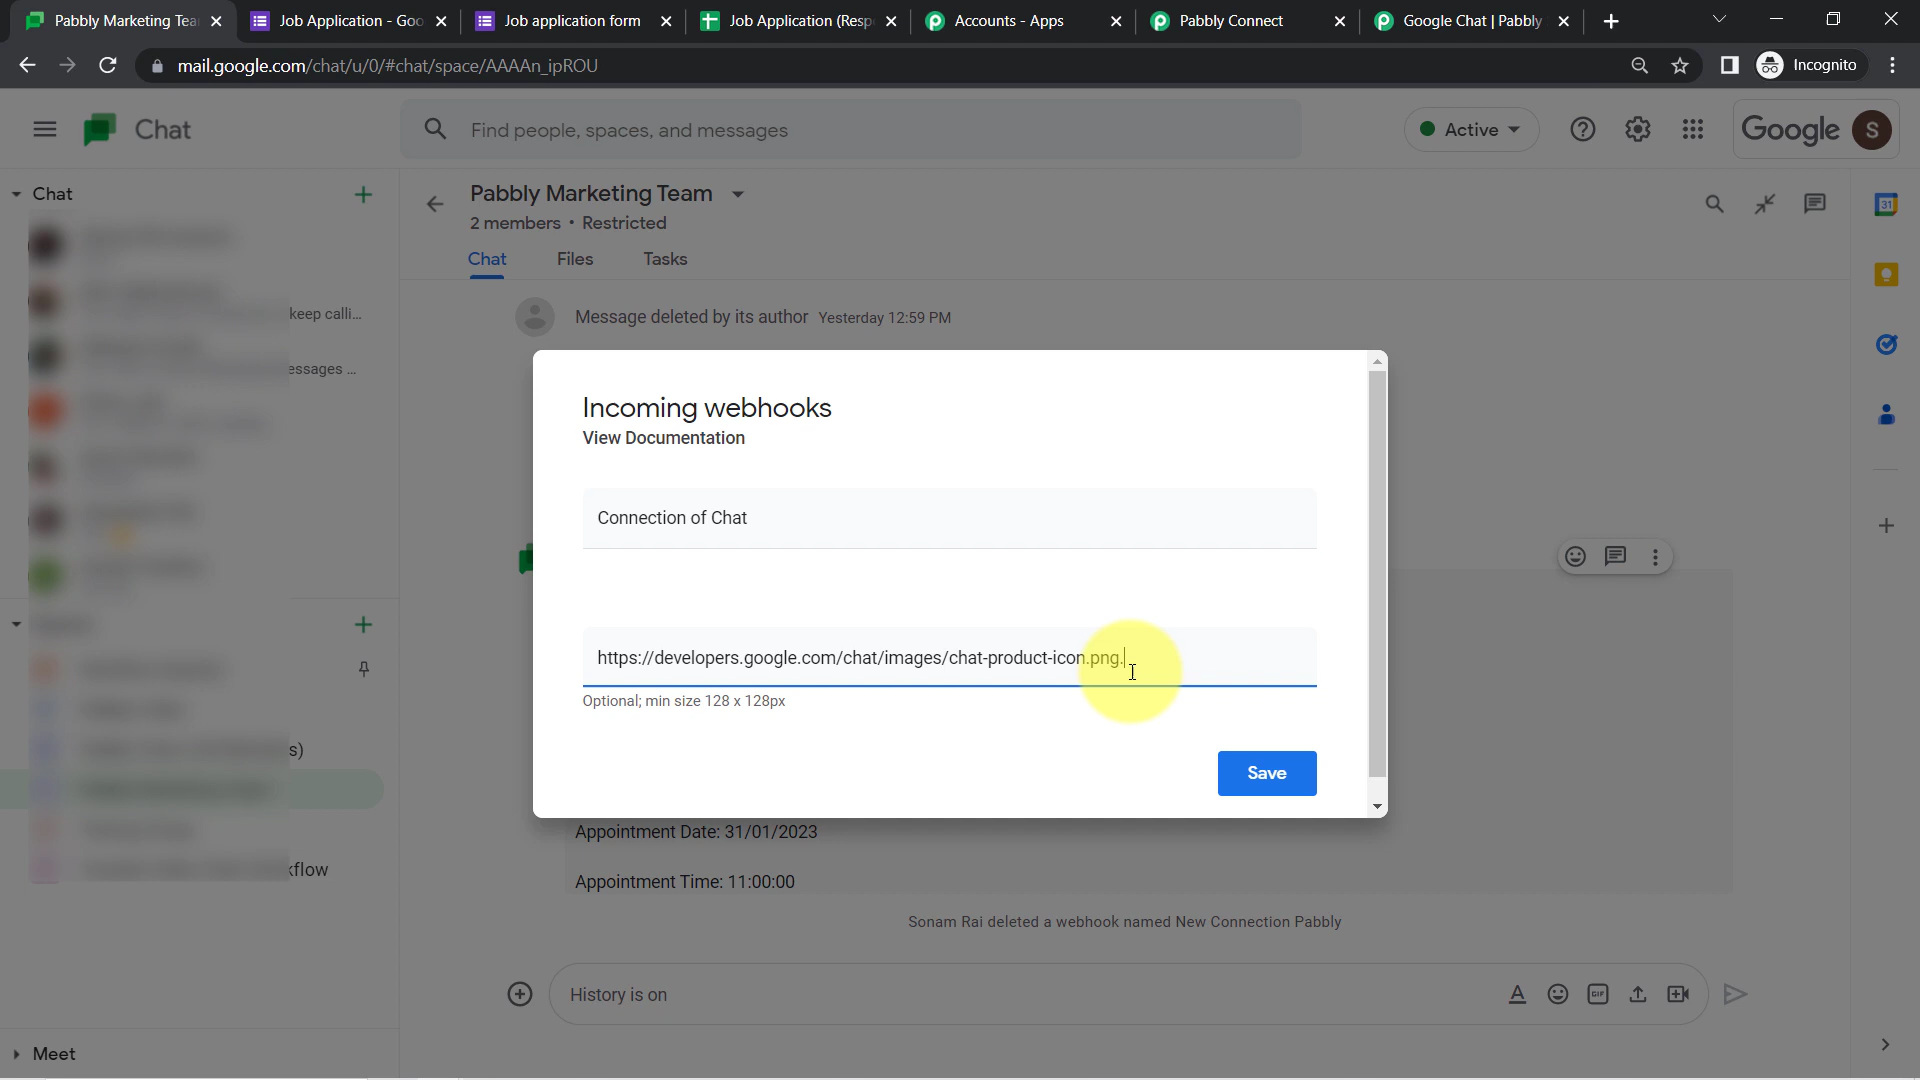 Pabbly Marketing Tea
Job Application - Goo
Job application form
Job Application (Resp
Accounts - Apps
Pabbly Connect
Google Chat | Pabbly
mail.google.com/chat/u/0/#chat/space/AAAAn_ipROU
Incognito
Chat
Find people, spaces, and messages
Active
Google
S
Chat
Pabbly Marketing Team
2 members • Restricted
Chat
Files
Tasks
31
keep calli...
essages ...
Message deleted by its author Yesterday 12:59 PM
Incoming webhooks
View Documentation
Connection of Chat
https://developers.google.com/chat/images/chat-product-icon.png.
Optional; min size 128 x 128px
Save
s)
kflow
Appointment Date: 31/01/2023
Appointment Time: 11:00:00
Sonam Rai deleted a webhook named New Connection Pabbly
History is on
GIF
Meet